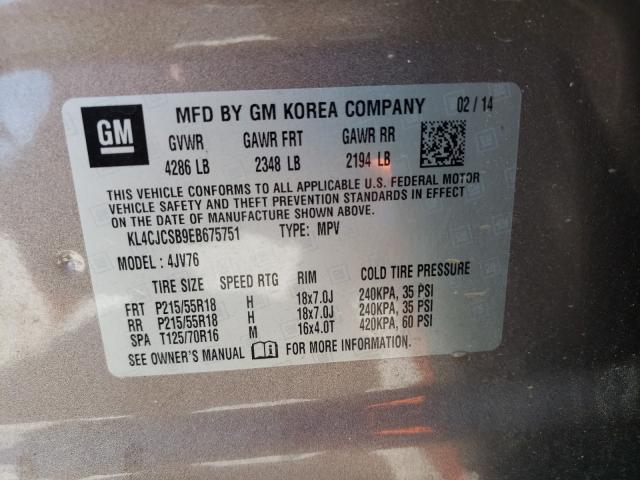 GM
MFD BY GM KOREA COMPANY 02 / 14
GVWR GAWR FRT GAWR RR
4286 LB 2348 LB 2194 LB
THIS VEHICLE CONFORMS TO ALL APPLICABLE U.S. FEDERAL MOTOR
VEHICLE SAFETY AND THEFT PREVENTION STANDARDS IN EFFECT
ON THE DATE OF MANUFACTURE SHOWN ABOVE.
KL4CJCSB9EB675751 TYPE: MPV
MODEL : 4JV76
TIRE SIZE SPEED RTG RIM COLD TIRE PRESSURE
FRT P215/55R18 H 18x7.0J 240KPA, 35 PSI
RR P215/55R18 H 18x7.0J 240KPA, 35 PSI
SPA T125/70R16 M 16x4.0T 420KPA, 60 PSI
SEE OWNER'S MANUAL FOR MORE INFORMATION.